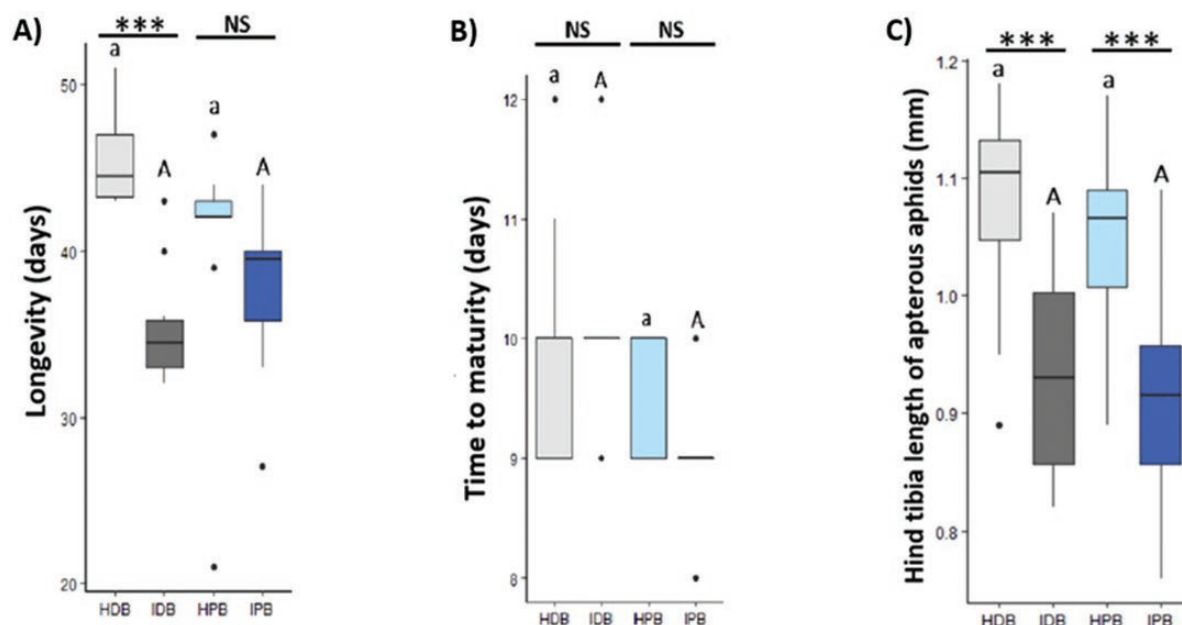 A)
*** NS
a
A
a
A
Longevity (days)
50
40
30
20
HDB IDB HPB IPB
B)
NS NS
a A
a A
Time to maturity (days)
12
11
10
9
8
HDB IDB HPB IPB
C)
*** ***
a a
A A
Hind tibia length of apterous aphids (mm)
1.2
1.1
1.0
0.9
0.8
HDB IDB HPB IPB